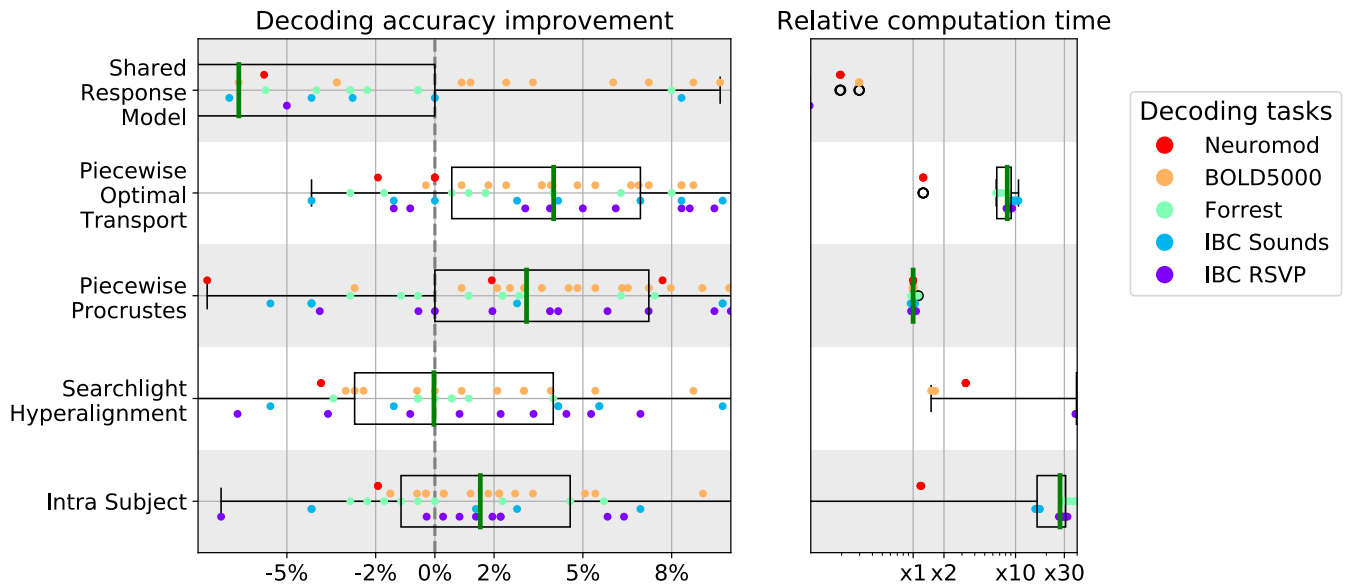 Decoding accuracy improvement
Relative computation time
Shared
Response
Model
Piecewise
Optimal
Transport
Piecewise
Procrustes
Searchlight
Hyperalignment
Intra Subject
-5%
-2%
0%
2%
5%
8%
x1
x2
x10
x30
Decoding tasks
Neuromod
BOLD5000
Forrest
IBC Sounds
IBC RSVP